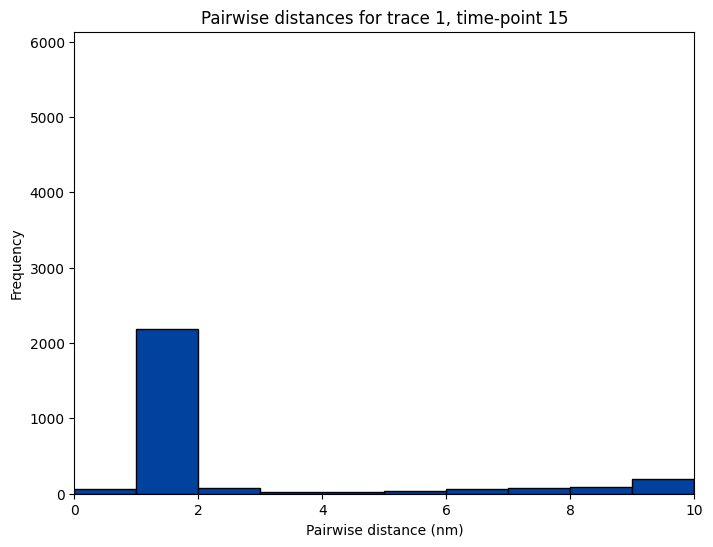 Pairwise distances for trace 1, time-point 15
6000
5000
4000
3000
2000
1000
0
Frequency
0 2 4 6 8 10
Pairwise distance (nm)